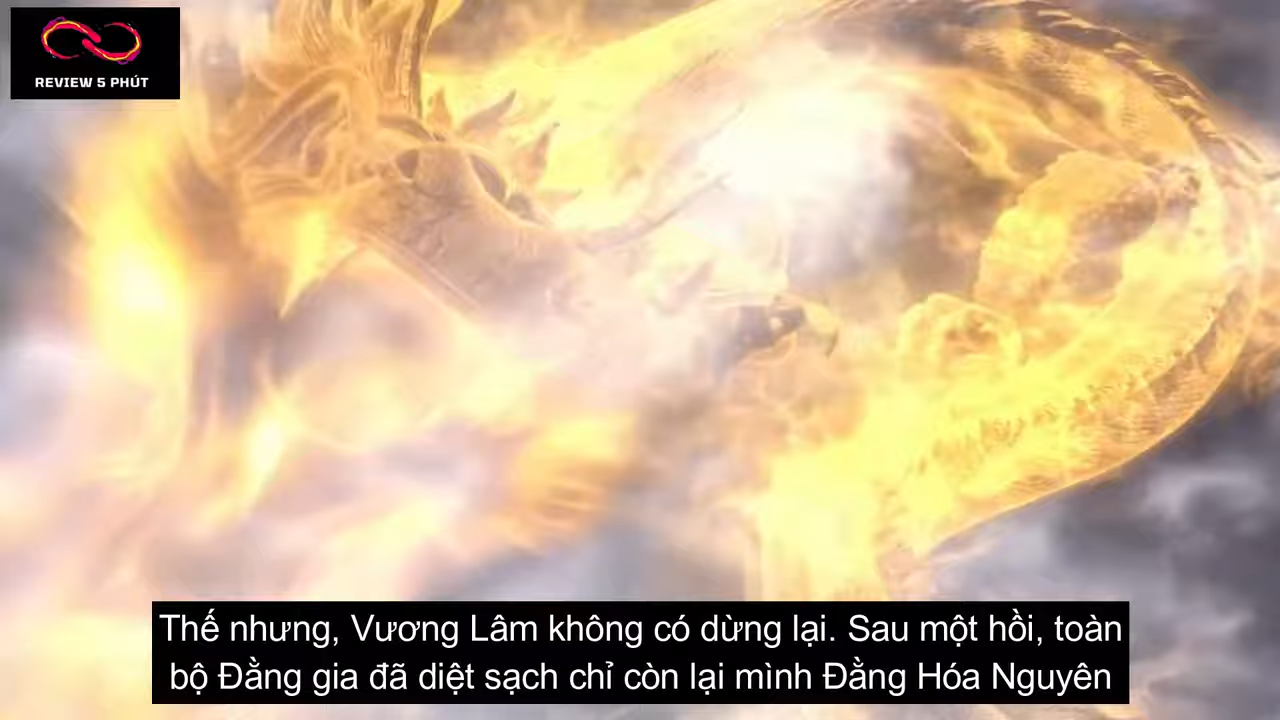 REVIEW 5 PHÚT
Thế nhưng, Vương Lâm không có dừng lại. Sau một hồi, toàn
bộ Đằng gia đã diệt sạch chỉ còn lại mình Đằng Hóa Nguyên